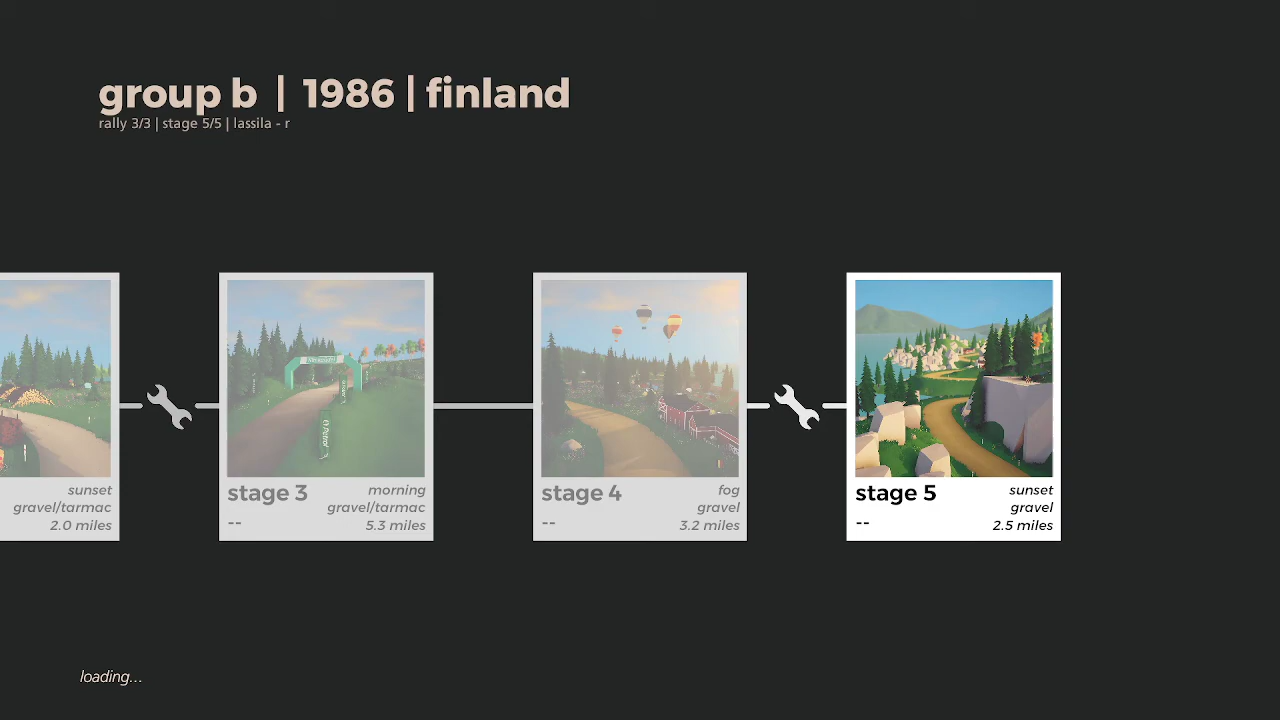 group b | 1986 | finland
rally 3/3 | stage 5/5 | lassila - r
sunset
gravel/tarmac
2.0 miles
stage 3
--
morning
gravel/tarmac
5.3 miles
stage 4
--
fog
gravel
3.2 miles
stage 5
--
sunset
gravel
2.5 miles
loading...